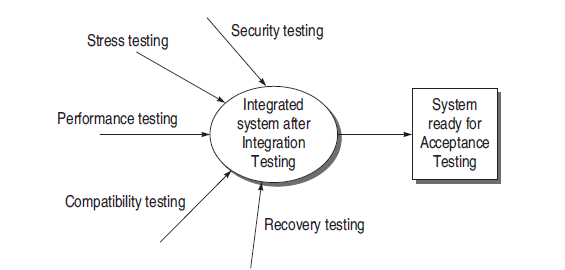 Security testing
Stress testing
Performance testing
Compatibility testing
Recovery testing
Integrated
system after
Integration
Testing
System
ready for
Acceptance
Testing